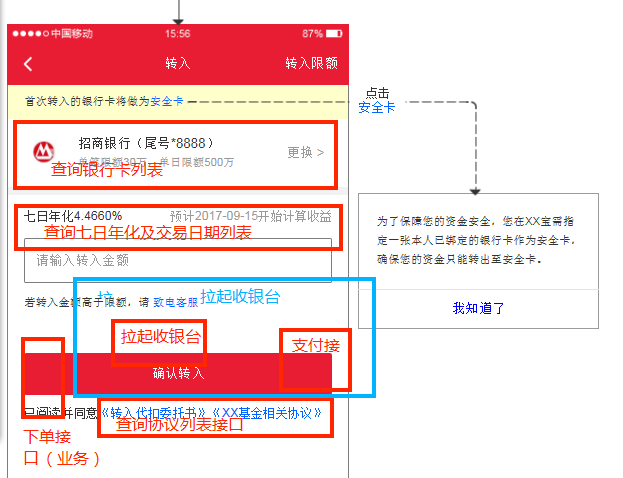 中国移动 15:56 87%
转入 转入限额
首次转入的银行卡将做为安全卡
点击
安全卡
招商银行（尾号*8888）
单笔限额30万 单日限额500万
更换 >
查询银行卡列表
七日年化4.4660% 预计2017-09-15开始计算收益
查询七日年化及交易日期列表
请输入转入金额
若转入金额高于限额，请 致电客服
拉
拉起收银台
拉起收银台
支付接
确认转入
已阅读并同意《转入代扣委托书》《XX基金相关协议》
查询协议列表接口
下单接
口（业务）
为了保障您的资金安全，您在XX宝需指
定一张本人已绑定的银行卡作为安全卡，
确保您的资金只能转出至安全卡。
我知道了